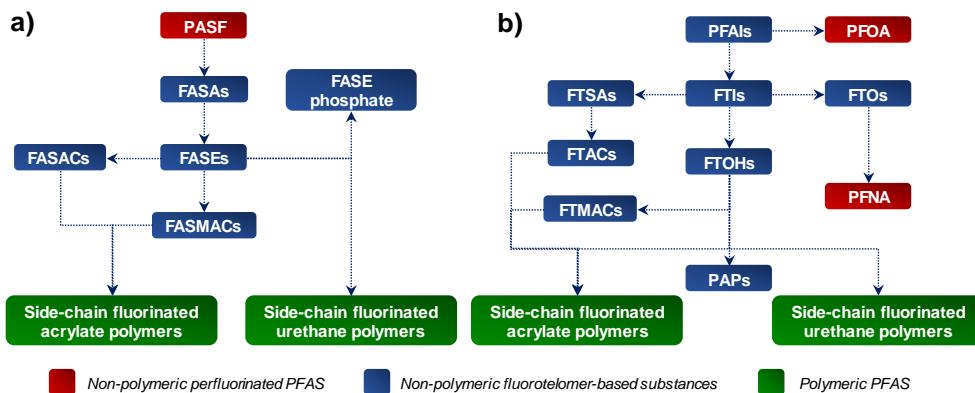 a)
PASF
FASAs
FASE
phosphate
FASACs
FASEs
FASMACs
Side-chain fluorinated
acrylate polymers
Side-chain fluorinated
urethane polymers
b)
PFAIs
PFOA
FTSAs
FTIs
FTOs
FTACs
FTOHs
PFNA
FTMACs
PAPs
Side-chain fluorinated
acrylate polymers
Side-chain fluorinated
urethane polymers
Non-polymeric perfluorinated PFAS
Non-polymeric fluorotelomer-based substances
Polymeric PFAS